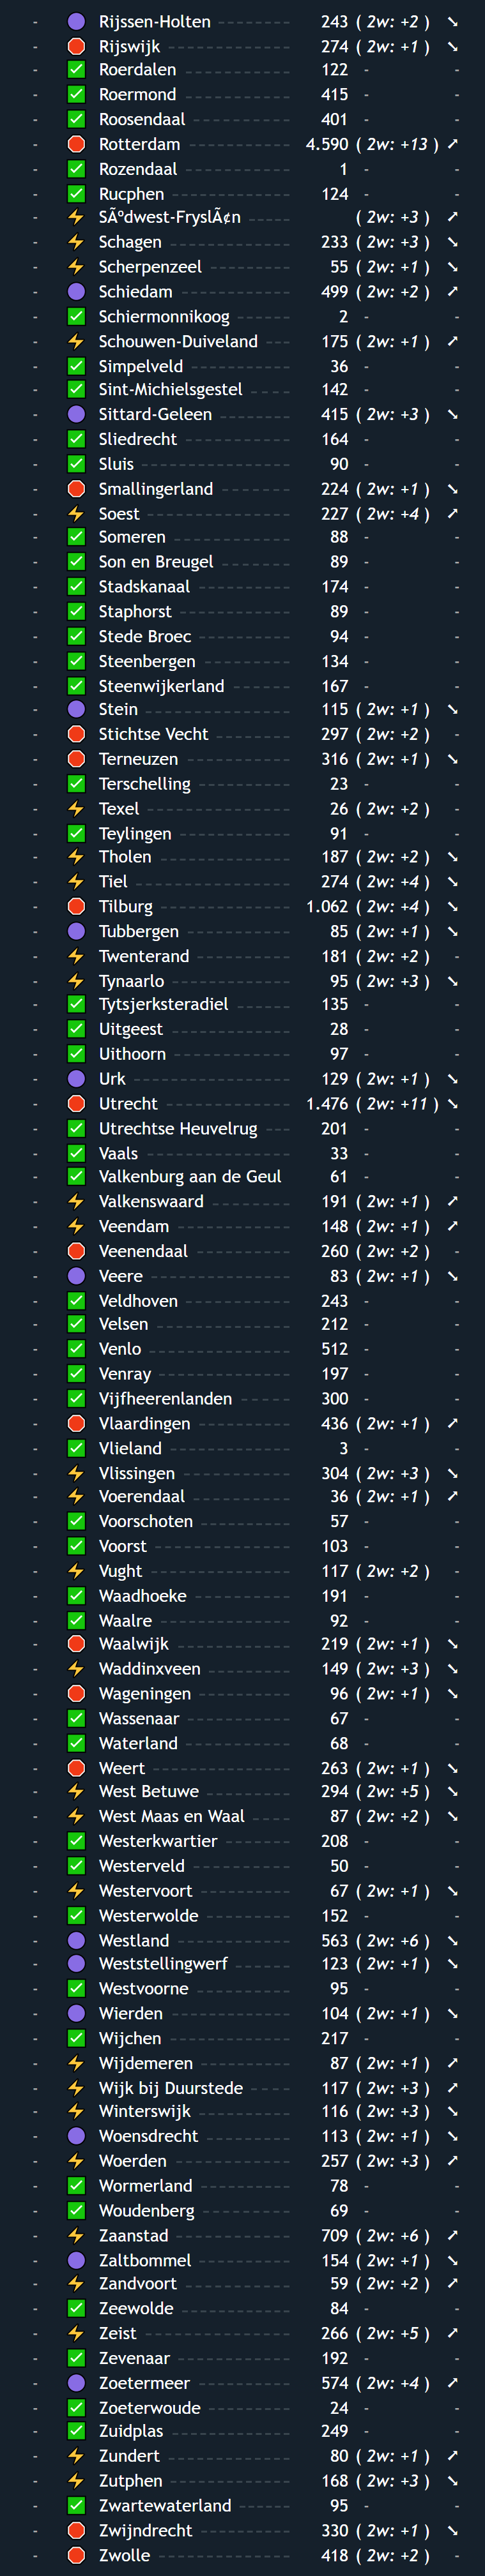 - Rijssen-Holten 243 ( 2w: +2 ) ➘
- Rijswijk 274 ( 2w: +1 ) ➘
- Roerdalen 122 - -
- Roermond 415 - -
- Roosendaal 401 - -
- Rotterdam 4.590 ( 2w: +13 ) ➚
- Rozendaal 1 - -
- Rucphen 124 - -
- SÃºdwest-FryslÃ¢n ( 2w: +3 ) ➚
- Schagen 233 ( 2w: +3 ) ➘
- Scherpenzeel 55 ( 2w: +1 ) ➘
- Schiedam 499 ( 2w: +2 ) ➚
- Schiermonnikoog 2 - -
- Schouwen-Duiveland 175 ( 2w: +1 ) ➚
- Simpelveld 36 - -
- Sint-Michielsgestel 142 - -
- Sittard-Geleen 415 ( 2w: +3 ) ➘
- Sliedrecht 164 - -
- Sluis 90 - -
- Smallingerland 224 ( 2w: +1 ) ➘
- Soest 227 ( 2w: +4 ) ➚
- Someren 88 - -
- Son en Breugel 89 - -
- Stadskanaal 174 - -
- Staphorst 89 - -
- Stede Broec 94 - -
- Steenbergen 134 - -
- Steenwijkerland 167 - -
- Stein 115 ( 2w: +1 ) ➘
- Stichtse Vecht 297 ( 2w: +2 ) -
- Terneuzen 316 ( 2w: +1 ) ➘
- Terschelling 23 - -
- Texel 26 ( 2w: +2 ) -
- Teylingen 91 - -
- Tholen 187 ( 2w: +2 ) ➘
- Tiel 274 ( 2w: +4 ) ➘
- Tilburg 1.062 ( 2w: +4 ) ➘
- Tubbergen 85 ( 2w: +1 ) ➘
- Twenterand 181 ( 2w: +2 ) -
- Tynaarlo 95 ( 2w: +3 ) ➘
- Tytsjerksteradiel 135 - -
- Uitgeest 28 - -
- Uithoorn 97 - -
- Urk 129 ( 2w: +1 ) ➘
- Utrecht 1.476 ( 2w: +11 ) ➘
- Utrechtse Heuvelrug 201 - -
- Vaals 33 - -
- Valkenburg aan de Geul 61 - -
- Valkenswaard 191 ( 2w: +1 ) ➚
- Veendam 148 ( 2w: +1 ) ➚
- Veenendaal 260 ( 2w: +2 ) -
- Veere 83 ( 2w: +1 ) ➘
- Veldhoven 243 - -
- Velsen 212 - -
- Venlo 512 - -
- Venray 197 - -
- Vijfheerenlanden 300 - -
- Vlaardingen 436 ( 2w: +1 ) ➚
- Vlieland 3 - -
- Vlissingen 304 ( 2w: +3 ) ➘
- Voerendaal 36 ( 2w: +1 ) ➚
- Voorschoten 57 - -
- Voorst 103 - -
- Vught 117 ( 2w: +2 ) -
- Waadhoeke 191 - -
- Waalre 92 - -
- Waalwijk 219 ( 2w: +1 ) ➘
- Waddinxveen 149 ( 2w: +3 ) ➘
- Wageningen 96 ( 2w: +1 ) ➘
- Wassenaar 67 - -
- Waterland 68 - -
- Weert 263 ( 2w: +1 ) ➘
- West Betuwe 294 ( 2w: +5 ) ➘
- West Maas en Waal 87 ( 2w: +2 ) ➘
- Westerkwartier 208 - -
- Westerveld 50 - -
- Westervoort 67 ( 2w: +1 ) ➘
- Westerwolde 152 - -
- Westland 563 ( 2w: +6 ) ➘
- Weststellingwerf 123 ( 2w: +1 ) ➘
- Westvoorne 95 - -
- Wierden 104 ( 2w: +1 ) ➘
- Wijchen 217 - -
- Wijdemeren 87 ( 2w: +1 ) ➚
- Wijk bij Duurstede 117 ( 2w: +3 ) ➚
- Winterswijk 116 ( 2w: +3 ) ➘
- Woensdrecht 113 ( 2w: +1 ) ➘
- Woerden 257 ( 2w: +3 ) ➚
- Wormerland 78 - -
- Woudenberg 69 - -
- Zaanstad 709 ( 2w: +6 ) ➚
- Zaltbommel 154 ( 2w: +1 ) ➘
- Zandvoort 59 ( 2w: +2 ) ➚
- Zeewolde 84 - -
- Zeist 266 ( 2w: +5 ) ➚
- Zevenaar 192 - -
- Zoetermeer 574 ( 2w: +4 ) ➚
- Zoeterwoude 24 - -
- Zuidplas 249 - -
- Zundert 80 ( 2w: +1 ) ➚
- Zutphen 168 ( 2w: +3 ) ➘
- Zwartewaterland 95 - -
- Zwijndrecht 330 ( 2w: +1 ) ➘
- Zwolle 418 ( 2w: +2 ) -